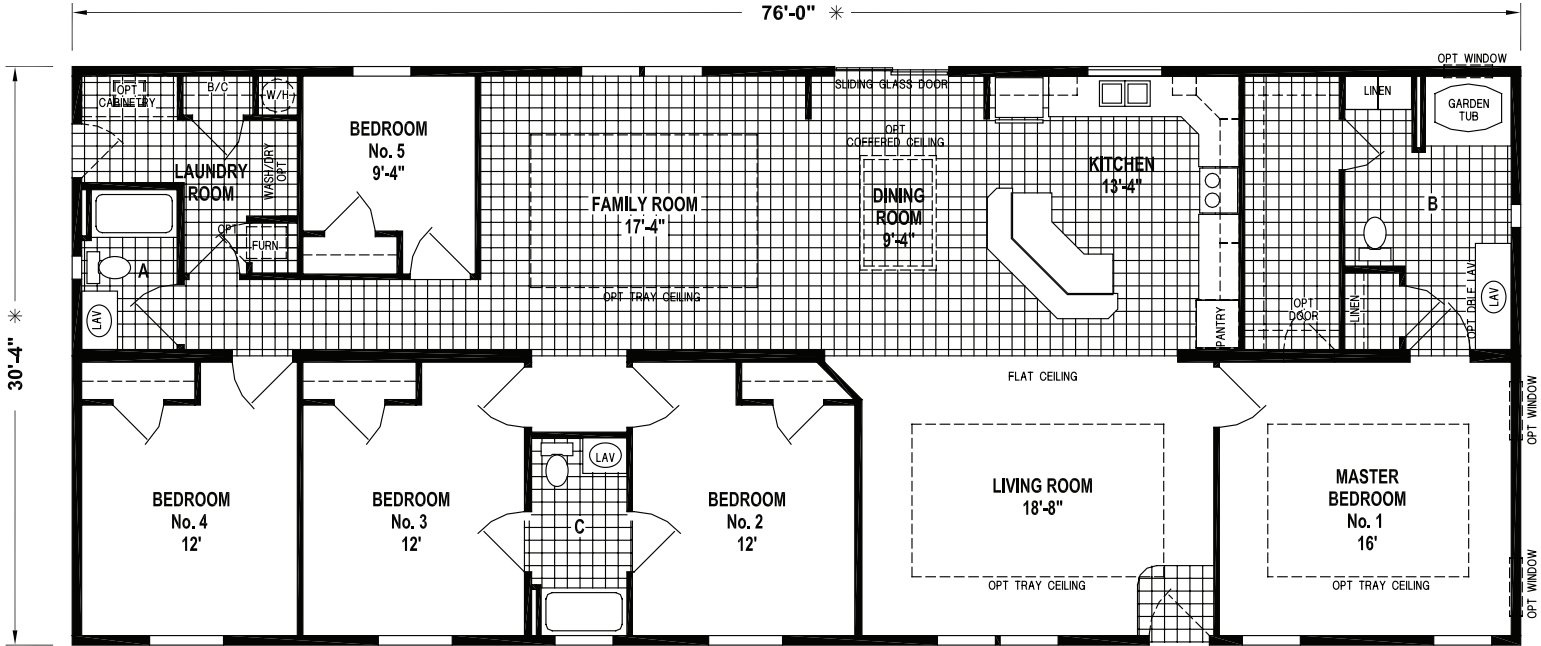 76'-0" *
30'-4" *
OPT WINDOW
OPT
CABINETRY
B/C
W/H
LAUNDRY
ROOM
WASH/DRY
OPT
OPT
FURN
A
LAV
BEDROOM
No. 5
9'-4"
FAMILY ROOM
17'-4"
OPT TRAY CEILING
SLIDING GLASS DOOR
OPT
COFFERED CEILING
DINING
ROOM
9'-4"
KITCHEN
13'-4"
PANTRY
OPT
DOOR
LINEN
GARDEN
TUB
B
LINEN
OPT DBLE LAV
LAV
BEDROOM
No. 4
12'
BEDROOM
No. 3
12'
LAV
C
BEDROOM
No. 2
12'
FLAT CEILING
LIVING ROOM
18'-8"
OPT TRAY CEILING
MASTER
BEDROOM
No. 1
16'
OPT TRAY CEILING
OPT WINDOW
OPT WINDOW